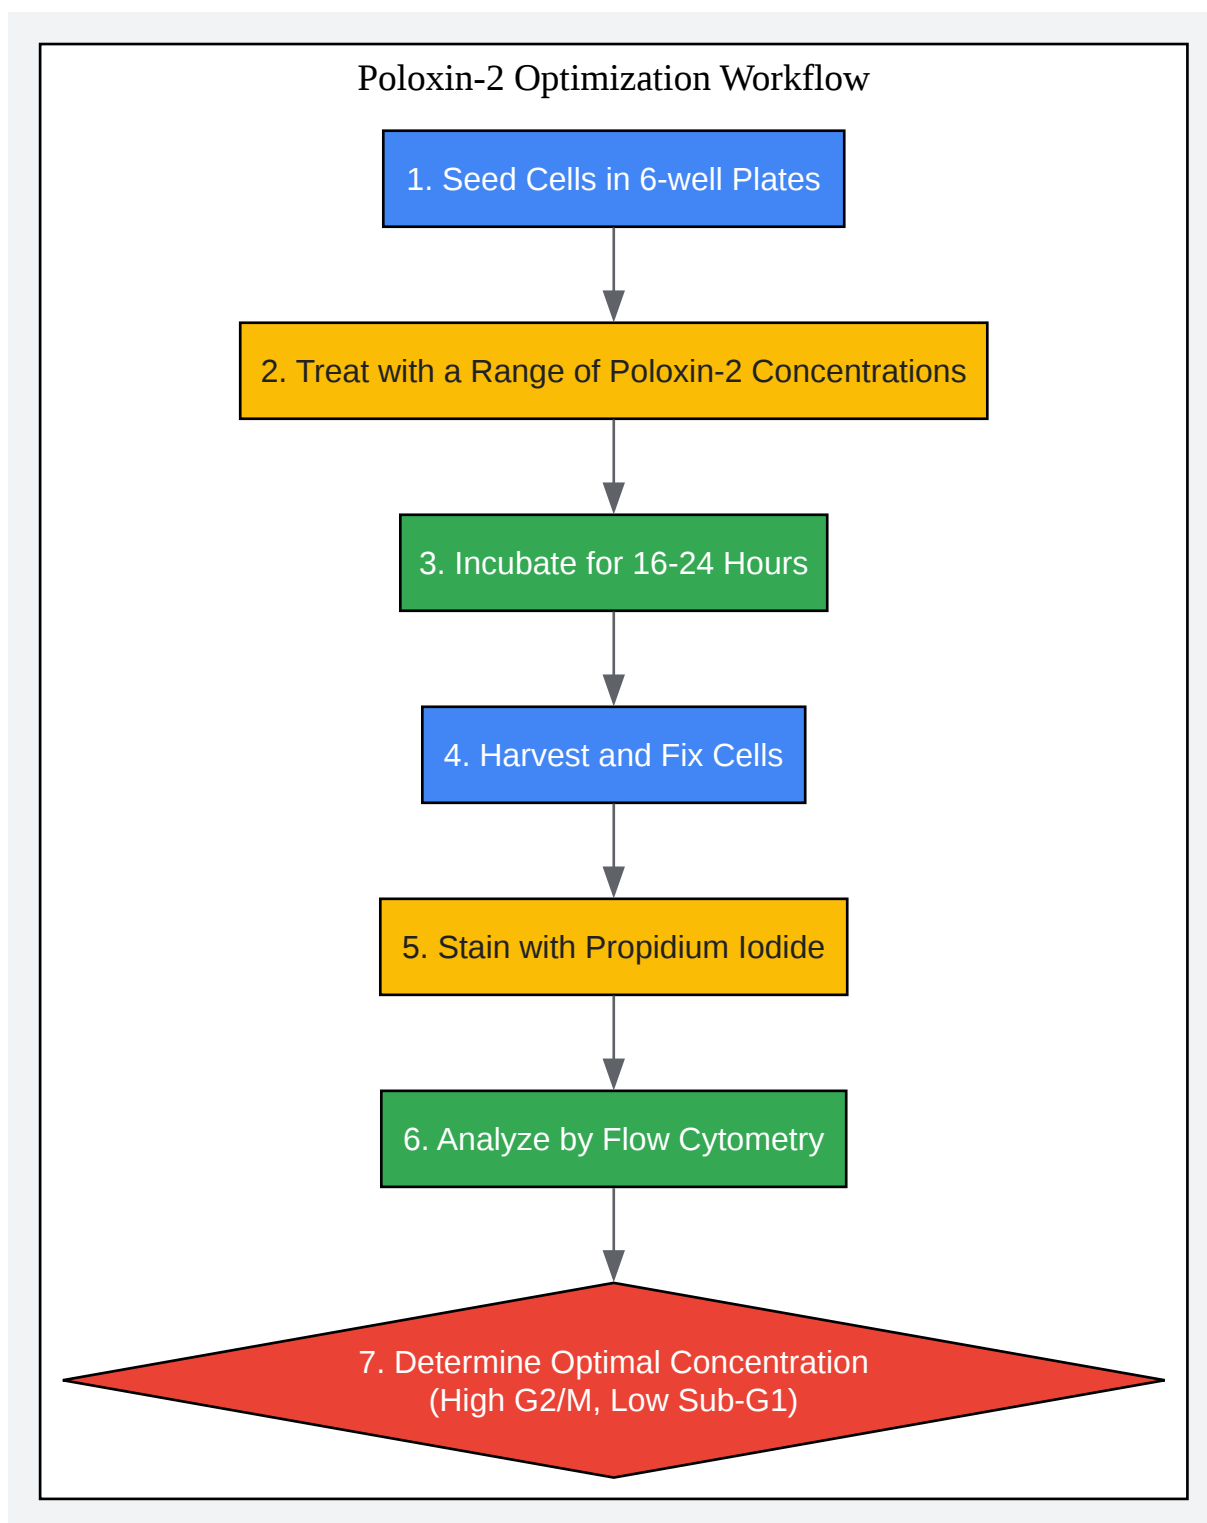 Poloxin-2 Optimization Workflow
1. Seed Cells in 6-well Plates
2. Treat with a Range of Poloxin-2 Concentrations
3. Incubate for 16-24 Hours
4. Harvest and Fix Cells
5. Stain with Propidium Iodide
6. Analyze by Flow Cytometry
7. Determine Optimal Concentration
(High G2/M, Low Sub-G1)